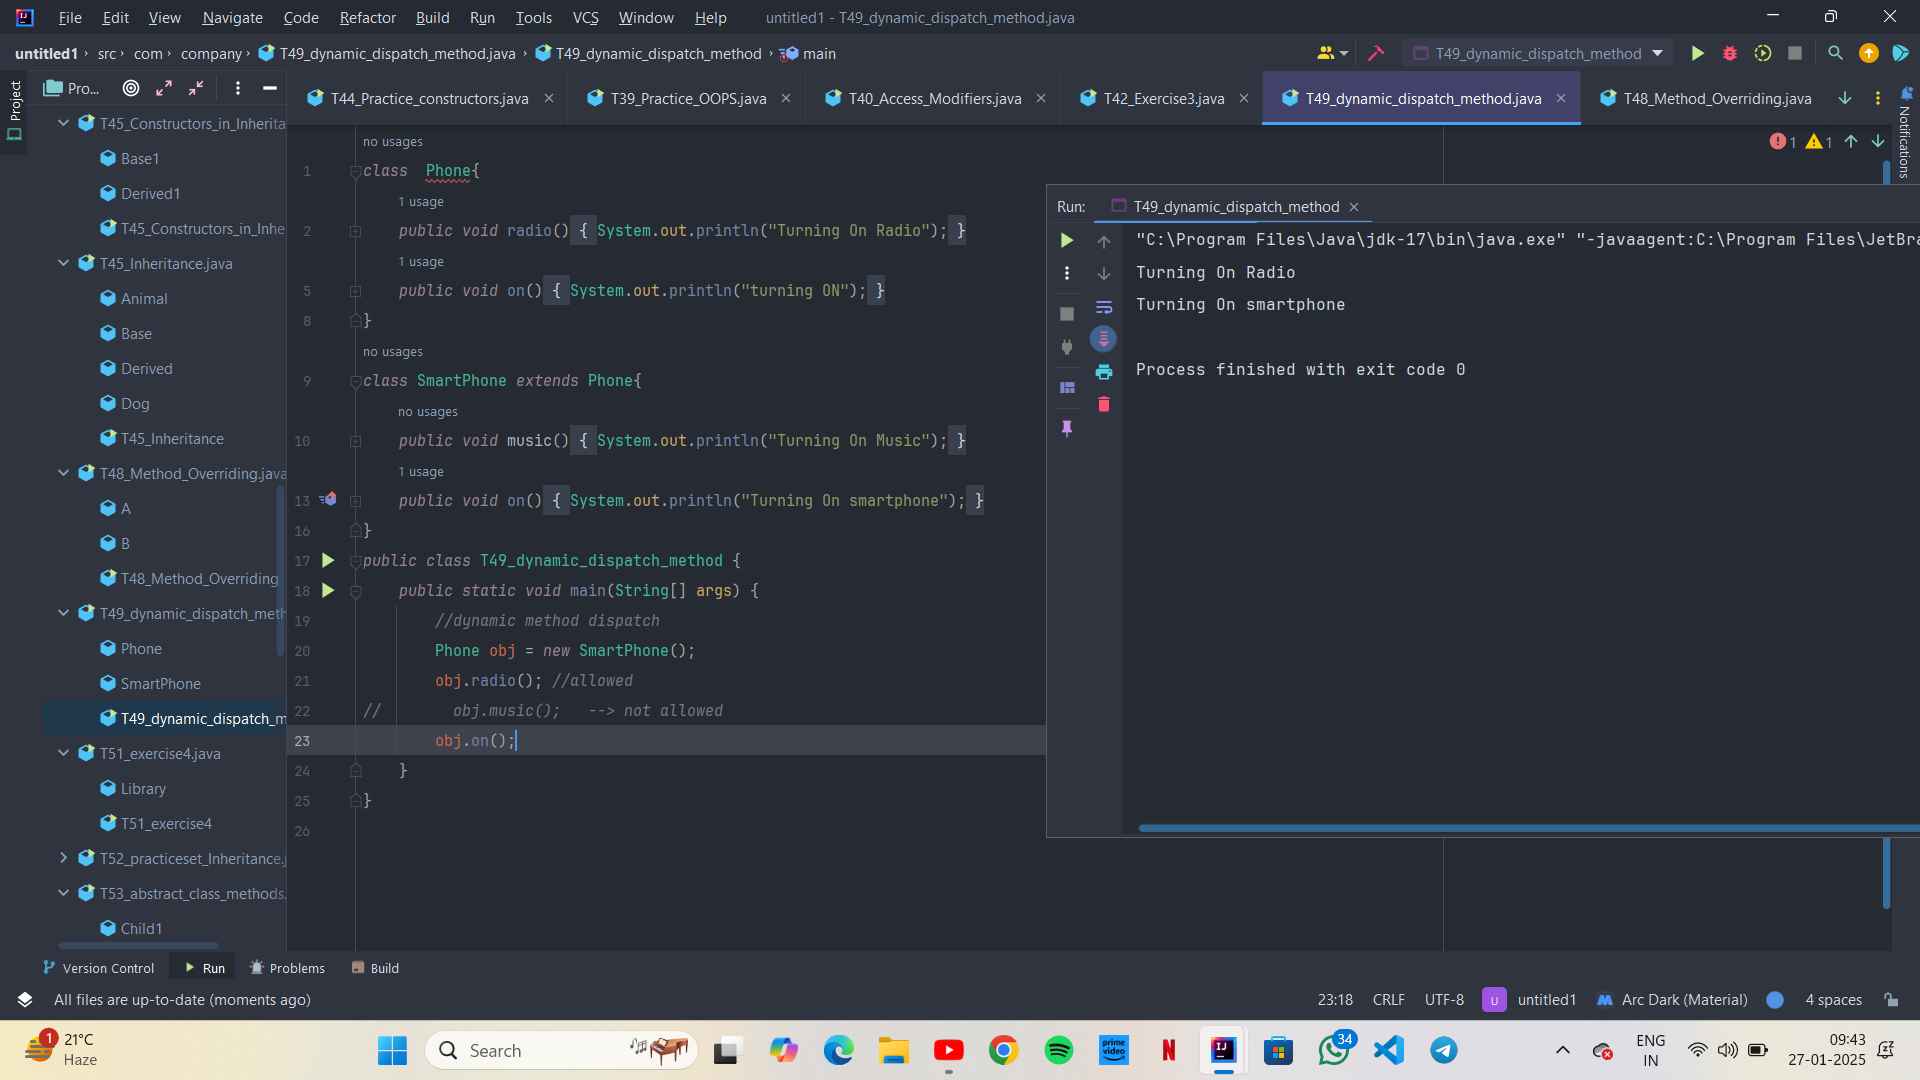 File Edit View Navigate Code Refactor Build Run Tools VCS Window Help untitled1 - T49_dynamic_dispatch_method.java
untitled1 src com company T49_dynamic_dispatch_method.java T49_dynamic_dispatch_method main T49_dynamic_dispatch_method
Project
Pro...
T44_Practice_constructors.java T39_Practice_OOPS.java T40_Access_Modifiers.java T42_Exercise3.java T49_dynamic_dispatch_method.java T48_Method_Overriding.java
Notifications
T45_Constructors_in_Inherita
Base1
Derived1
T45_Constructors_in_Inhe
T45_Inheritance.java
Animal
Base
Derived
Dog
T45_Inheritance
T48_Method_Overriding.java
A
B
T48_Method_Overriding
T49_dynamic_dispatch_meth
Phone
SmartPhone
T49_dynamic_dispatch_m
T51_exercise4.java
Library
T51_exercise4
T52_practiceset_Inheritance.j
T53_abstract_class_methods.
Child1
1 1
no usages
1 class  Phone{
1 usage
2 public void radio() { System.out.println("Turning On Radio"); }
1 usage
5 public void on() { System.out.println("turning ON"); }
8 }
no usages
9 class SmartPhone extends Phone{
no usages
10 public void music() { System.out.println("Turning On Music"); }
1 usage
13 public void on() { System.out.println("Turning On smartphone"); }
16 }
17 public class T49_dynamic_dispatch_method {
18 public static void main(String[] args) {
19 //dynamic method dispatch
20 Phone obj = new SmartPhone();
21 obj.radio(); //allowed
22 //        obj.music();   --> not allowed
23 obj.on();
24 }
25 }
26
Run: T49_dynamic_dispatch_method
"C:\Program Files\Java\jdk-17\bin\java.exe" "-javaagent:C:\Program Files\JetBra
Turning On Radio
Turning On smartphone
Process finished with exit code 0
Version Control Run Problems Build
All files are up-to-date (moments ago) 23:18 CRLF UTF-8 U untitled1 Arc Dark (Material) 4 spaces
1 21°C
Haze
Search
prime video
N
IJ
34
ENG
IN
09:43
27-01-2025